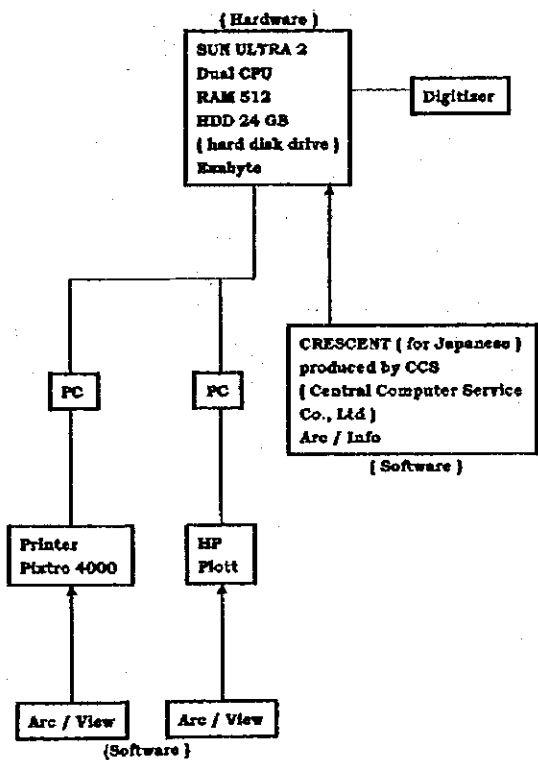 ( Hardware )
SUN ULTRA 2
Dual CPU
RAM 512
HDD 24 GB
( hard disk drive )
Exabyte
Digitizer
CRESCENT ( for Japanese )
produced by CCS
( Central Computer Service
Co., Ltd )
Arc / Info
( Software )
PC
PC
Printer
Pixtro 4000
HP
Plott
Arc / View
Arc / View
(Software )